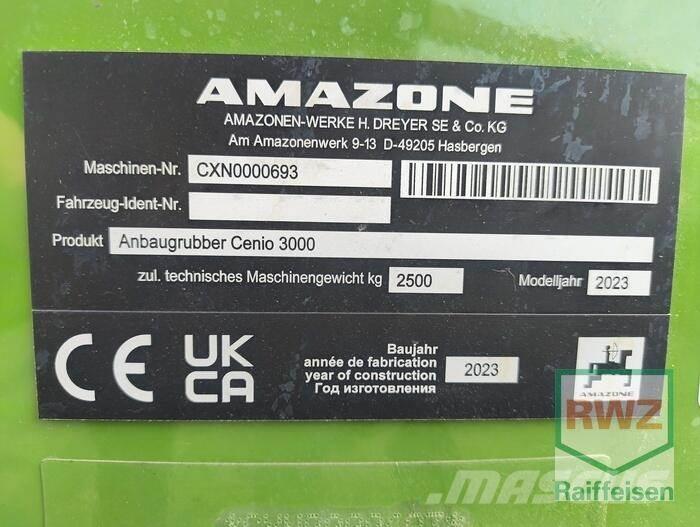 AMAZONE
AMAZONEN-WERKE H. DREYER SE & Co. KG
Am Amazonenwerk 9-13 D-49205 Hasbergen
Maschinen-Nr. CXN0000693
Fahrzeug-Ident-Nr.
Produkt Anbaugrubber Cenio 3000
zul. technisches Maschinengewicht kg 2500 Modelljahr 2023
CE UK CA
Baujahr
année de fabrication
year of construction 2023
Год изготовления
AMAZONE
RWZ
MASCUS
Raiffeisen